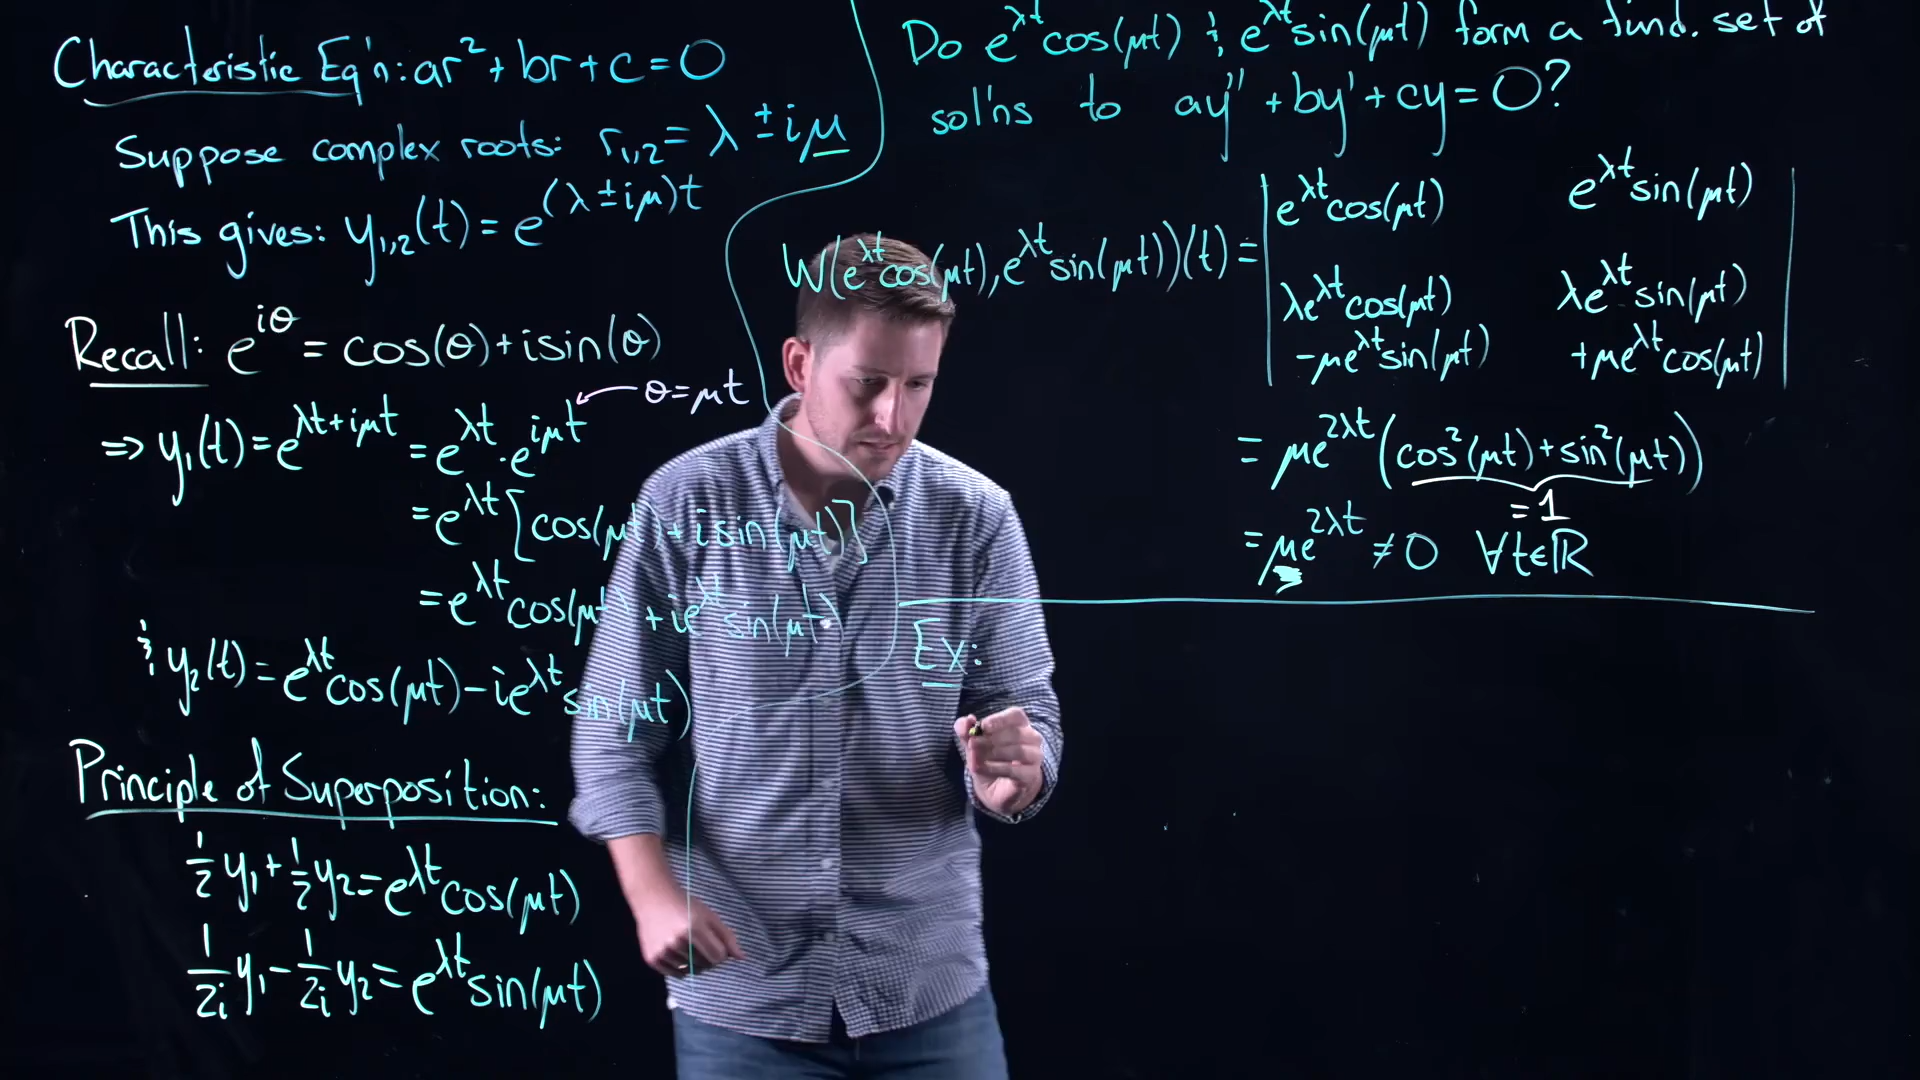 Characteristic Eq'n: ar² + br + c = 0
Suppose complex roots: r₁,₂ = λ ± iμ
This gives: y₁,₂(t) = e^(λ ± iμ)t
Recall: e^iθ = cos(θ) + isin(θ)
θ = μt
⇒ y₁(t) = e^λt+iμt = e^λt · e^iμt
= e^λt [cos(μt) + isin(μt)]
= e^λt cos(μt) + ie^λt sin(μt)
& y₂(t) = e^λt cos(μt) − ie^λt sin(μt)
Principle of Superposition:
1/2 y₁ + 1/2 y₂ = e^λt cos(μt)
1/2i y₁ − 1/2i y₂ = e^λt sin(μt)
Do e^λt cos(μt) & e^λt sin(μt) form a fund. set of
sol'ns to ay'' + by' + cy = 0?
W(e^λt cos(μt), e^λt sin(μt))(t) = | e^λt cos(μt) e^λt sin(μt) |
λe^λt cos(μt) λe^λt sin(μt)
−μe^λt sin(μt) +μe^λt cos(μt)
= μe^2λt (cos²(μt) + sin²(μt))
= 1
= μe^2λt ≠ 0 ∀t∈ℝ
Ex: